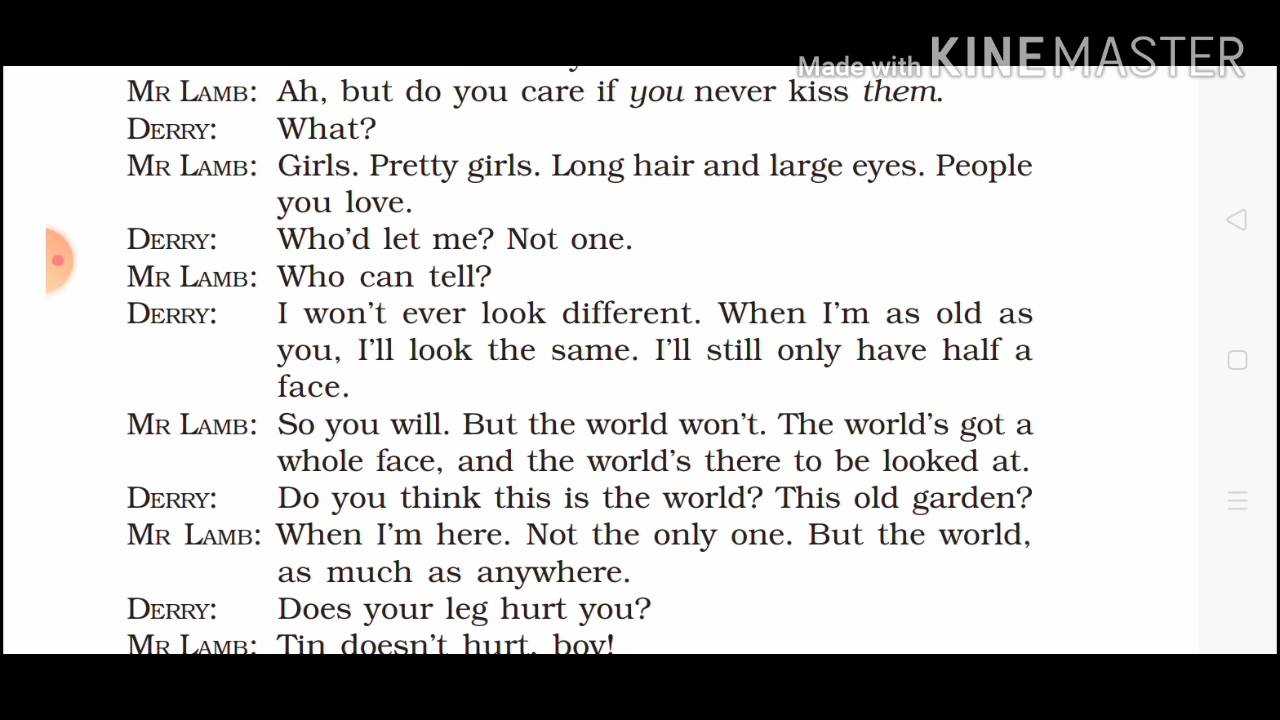 Made with KINEMASTER
MR LAMB: Ah, but do you care if you never kiss them.
DERRY: What?
MR LAMB: Girls. Pretty girls. Long hair and large eyes. People
you love.
DERRY: Who'd let me? Not one.
MR LAMB: Who can tell?
DERRY: I won't ever look different. When I'm as old as
you, I'll look the same. I'll still only have half a
face.
MR LAMB: So you will. But the world won't. The world's got a
whole face, and the world's there to be looked at.
DERRY: Do you think this is the world? This old garden?
MR LAMB: When I'm here. Not the only one. But the world,
as much as anywhere.
DERRY: Does your leg hurt you?
MR LAMB: Tin doesn't hurt, boy!